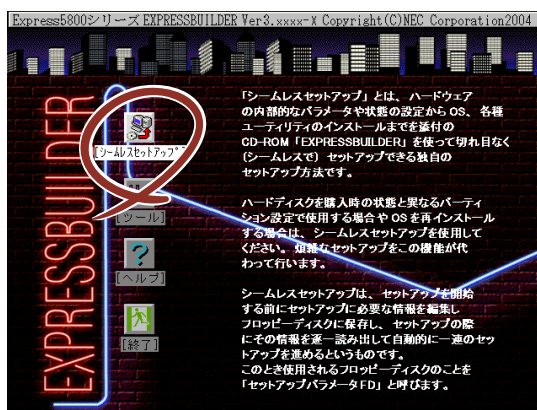 Express5800シリーズ EXPRESSBUILDER Ver3.xxxx-X Copyright(C)NEC Corporation2004
EXPRESSBUILDER
[シームレスセットアップ]
[ツール]
[ヘルプ]
[終了]
「シームレスセットアップ」とは、ハードウェア
の内部的なパラメータや状態の設定からOS、各種
ユーティリティのインストールまでを添付の
CD-ROM「EXPRESSBUILDER」を使って切れ目なく
(シームレスで) セットアップできる独自の
セットアップ方法です。
ハードディスクを購入時の状態と異なるパーティ
ション設定で使用する場合やOSを再インストール
する場合は、シームレスセットアップを使用して
ください。煩雑なセットアップをこの機能が代
わって行います。
シームレスセットアップは、セットアップを開始
する前にセットアップに必要な情報を編集し
フロッピーディスクに保存し、セットアップの際
にその情報を逐一読み出して自動的に一連のセッ
トアップを進めるというものです。
このとき使用されるフロッピーディスクのことを
「セットアップパラメータFD」と呼びます。